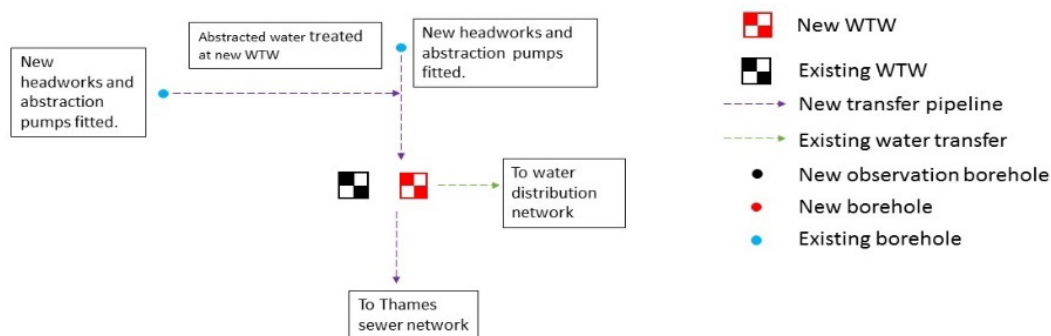 New
headworks and
abstraction
pumps fitted.
Abstracted water treated
at new WTW
New headworks and
abstraction pumps
fitted.
To water
distribution
network
To Thames
sewer network
New WTW
Existing WTW
New transfer pipeline
Existing water transfer
New observation borehole
New borehole
Existing borehole